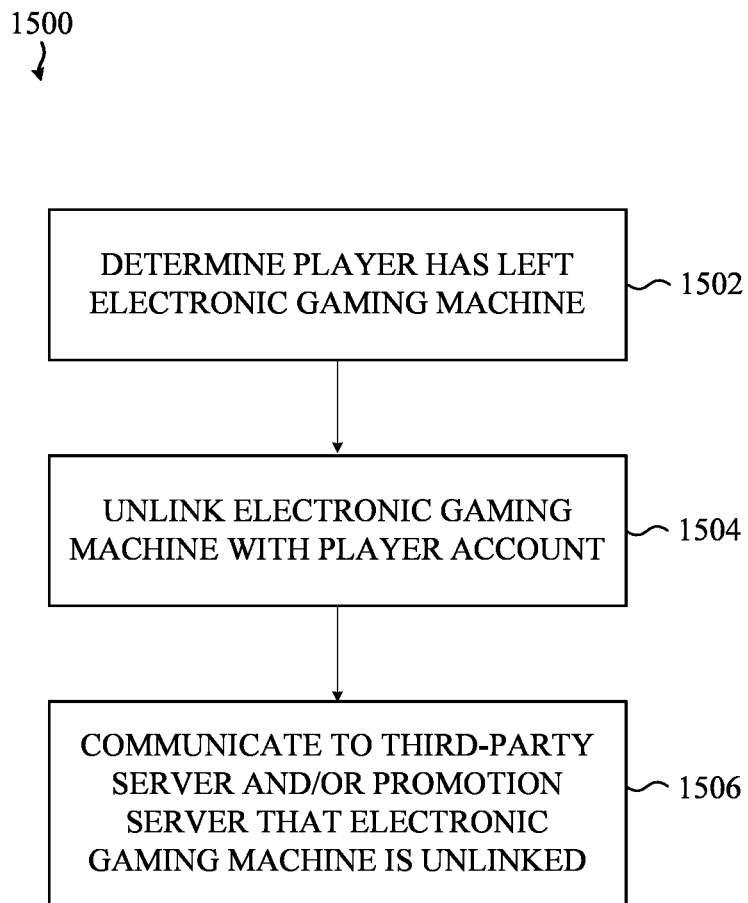 1500
DETERMINE PLAYER HAS LEFT
ELECTRONIC GAMING MACHINE
1502
UNLINK ELECTRONIC GAMING
MACHINE WITH PLAYER ACCOUNT
1504
COMMUNICATE TO THIRD-PARTY
SERVER AND/OR PROMOTION
SERVER THAT ELECTRONIC
GAMING MACHINE IS UNLINKED
1506